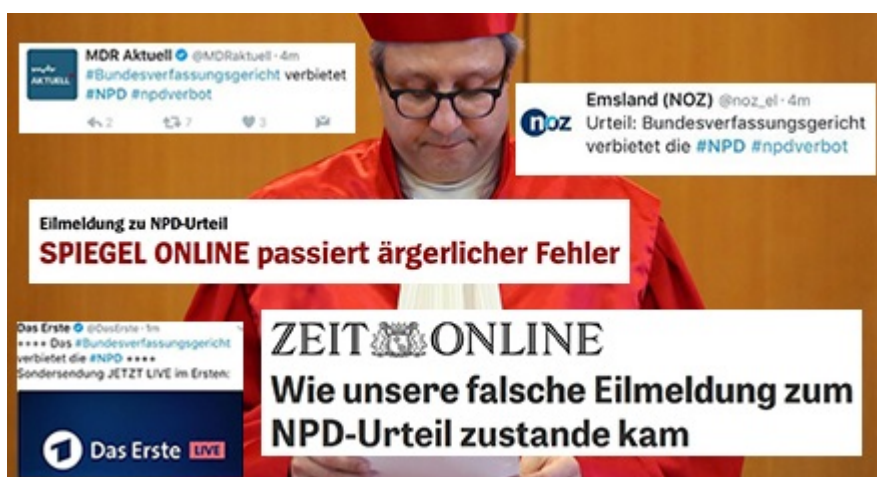 MDR Aktuell @MDRaktuell · 4m
#Bundesverfassungsgericht verbietet
#NPD #npdverbot
2 7 3
AKTUELL
Emsland (NOZ) @noz_el · 4m
Urteil: Bundesverfassungsgericht
verbietet die #NPD #npdverbot
noz
Eilmeldung zu NPD-Urteil
SPIEGEL ONLINE passiert ärgerlicher Fehler
Das Erste @DasErste · 1m
++++ Das #Bundesverfassungsgericht
verbietet die #NPD ++++
Sondersendung JETZT LIVE im Ersten:
Das Erste LIVE
ZEIT ONLINE
Wie unsere falsche Eilmeldung zum
NPD-Urteil zustande kam